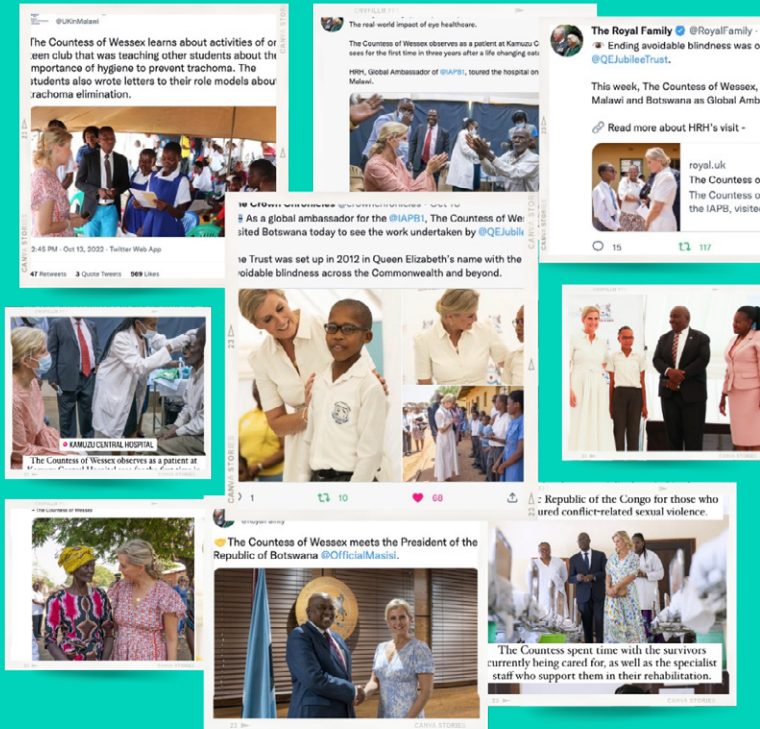 @UKinMalawi
The Countess of Wessex learns about activities of or
teen club that was teaching other students about the
mportance of hygiene to prevent trachoma. The
students also wrote letters to their role models about
trachoma elimination.
2:45 PM · Oct 13, 2022 · Twitter Web App
47 Retweets 3 Quote Tweets 569 Likes
The real-world impact of eye healthcare.
The Countess of Wessex observes as a patient at Kamuzu C
sees for the first time in three years after a life changing
HRH, Global Ambassador of @IAPB1, toured the hospital on
Malawi.
The Royal Family @RoyalFamily ·
👁 Ending avoidable blindness was o
@QEJubileeTrust.
This week, The Countess of Wessex,
Malawi and Botswana as Global Amb
🔗 Read more about HRH's visit -
royal.uk
The Countess o
The Countess o
the IAPB, visited
15 117
As a global ambassador for the @IAPB1, The Countess of We
sited Botswana today to see the work undertaken by @QEJubile
e Trust was set up in 2012 in Queen Elizabeth's name with the
voidable blindness across the Commonwealth and beyond.
1 10 68
CANVA STORIES
23
KAMUZU CENTRAL HOSPITAL
The Countess of Wessex observes as a patient at
The Countess of Wessex
@RoyalFamily
🤝The Countess of Wessex meets the President of the
Republic of Botswana @OfficialMasisi.
23 CANVA STORIES
Republic of the Congo for those who
ured conflict-related sexual violence.
The Countess spent time with the survivors
currently being cared for, as well as the specialist
staff who support them in their rehabilitation.
23 CANVA STORIES